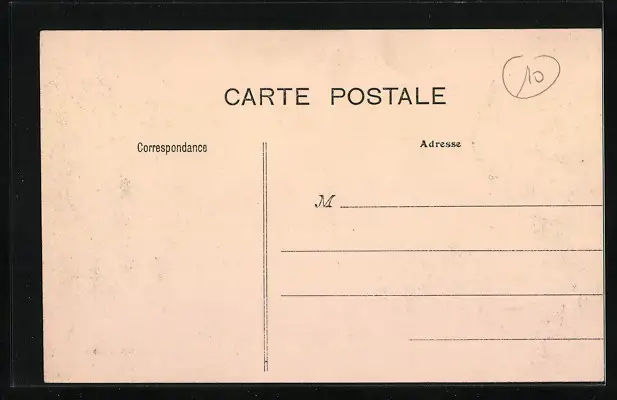 10
CARTE POSTALE
Correspondance
Adresse
M